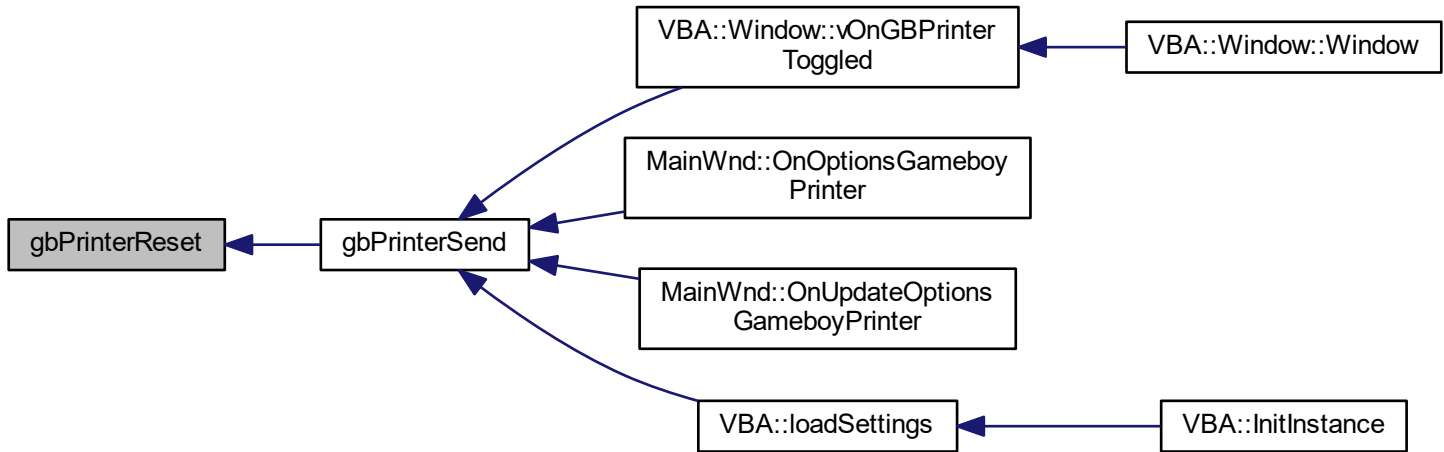 VBA::Window::vOnGBPrinter
Toggled
VBA::Window::Window
MainWnd::OnOptionsGameboy
Printer
gbPrinterReset
gbPrinterSend
MainWnd::OnUpdateOptions
GameboyPrinter
VBA::loadSettings
VBA::InitInstance